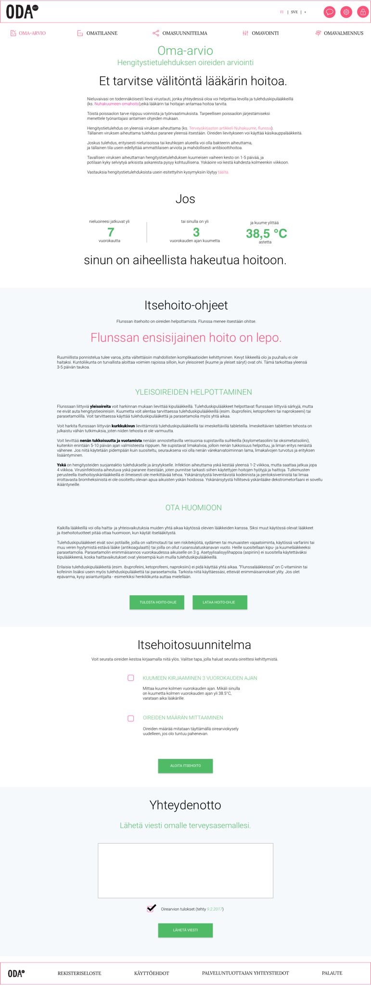 ODA 24/7
FI | SVE | +
OMA-ARVIO OMATILANNE OMASUUNNITELMA OMAVOINTI OMAVALMENNUS
Oma-arvio
Hengitystietulehduksen oireiden arviointi
Et tarvitse välitöntä lääkärin hoitoa.
Nieluvaivasi on todennäköisesti lievä virustauti, jonka yhteydessä oloa voi helpottaa levolla ja tulehduskipulääkkeillä
(ks. Nuhakuumeen omahoito),eikä lääkärin tai hoitajan antamaa hoitoa tarvita.
Töistä poissaolon tarve riippuu voinnista ja työnvaatimuksista. Tarpeellisen poissaolon järjestämiseksi
menettele työnantajasi antamien ohjeiden mukaan.
Hengitystietulehdus on yleensä viruksen aiheuttama (ks. Terveyskirjaston artikkeli Nuhakuume, flunssa).
Tällainen viruksen aiheuttama tulehdus paranee yleensä itsestään. Oireiden lievitykseen voi käyttää käsikauppalääkkeitä.
Joskus tulehdus, erityisesti nielurisoissa tai keuhkojen alueella voi olla bakteerin aiheuttama,
ja tällainen tila usein edellyttää ammattilaisen arviota ja mahdollisesti antibioottihoitoa.
Tavallisen viruksen aiheuttaman hengitystietulehduksen kuumeisen vaiheen kesto on 1-5 päivää, ja
potilaan kyky selviytyä arkisista askareista pysyy kohtuullisena. Yskäoire voi kestä kahdesta kolmeenkin viikkoon.
Vastauksia hengitystietulehduksista usein esitettyihin kysymyksiin löytyy täältä.
Jos
nieluoireesi jatkuvat yli
7
vuorokautta
tai sinulla on yli
3
vuorokauden ajan kuumetta
ja kuume ylittää
38,5 °C
astetta
sinun on aiheellista hakeutua hoitoon.
Itsehoito-ohjeet
Flunssan itsehoito on oireiden helpottamista. Flunssa menee itsestään ohitse.
Flunssan ensisijainen hoito on lepo.
Ruumiillista ponnistelua tulee varoa, jotta vältettäisiin mahdollisten komplikaatioiden kehittyminen. Kevyt liikkeellä olo ja puuhailu ei ole
haitaksi. Kuntoliikunta on turvallista aloittaa voimien rajoissa silloin, kun yleisoireet (kuume ja yleiset säryt) ovat ohi. Tämä tarkoittaa yleensä
3-5 päivän taukoa.
YLEISOIREIDEN HELPOTTAMINEN
Flunssaan liittyviä yleisoireita voit harkinnan mukaan lievittää kipulääkkeillä. Tulehduskipulääkkeet helpottavat flunssaan liittyviä särkyjä, mutta
ne eivät auta hengitystieoireisiin. Kuumetta voit alentaa tarvittaessa tulehduskipulääkkeillä (esim. ibuprofeiini, ketoprofeeni tai naprokseeni) tai
parasetamolilla. Voit tarvittaessa käyttää tulehduskipulääkettä ja parasetamolia myös yhtä aikaa.
Voit harkita flunssaan liittyvän kurkkukivun lievittämistä tulehduskipulääkkeillä tai imeskeltävillä tableteilla. Imeskeltävien tablettien tehosta on
julkaistu vähän tutkimuksia, joten niiden tehosta ei ole varmuutta.
Voit lievittää nenän tukkoisuutta ja vuotamista nenään annosteltavilla verisuonia supistavilla suihkeilla (ksylometasoliini tai oksimetatsoliini),
kuitenkin enintään 5-10 päivän ajan valmisteesta riippuen. Ne supistavat limakalvoa, jolloin nenän tukkoisuus helpottuu, ja liman eritys nenästä
vähenee. Jos niitä käytetään pidempään kuin suositeltu, seurauksena voi olla nenän värekarvatoiminnan lama, limakalvojen turvotus ja erityksen
lisääntyminen.
Yskä on hengitysteiden suojareaktio tulehdukselle ja ärsytykselle. Infektion aiheuttama yskä kestää yleensä 1-2 viikkoa, mutta saattaa jatkua jopa
4 viikkoa. Virusinfektiosta aiheutuva yskä paranee itsestään, joten punnitse tarkasti siihen käytettyjen hoitojen hyötyjä ja haittoja. Tutkimusten
perusteella itsehoitoyskänlääkkeillä ei ilmeisesti ole merkittävää tehoa. Yskänärsytystä lieventävistä kodeiinista ja pentoksiveriinistä tai limaa
irrottavasta bromheksiinistä ei ole osoitettu olevan apua aikuisten yskän hoidossa. Yskänärsytystä hillitsevä yskänlääke dekstrometorfaani ei sovellu
ikääntyneille.
OTA HUOMIOON
Kaikilla lääkkeillä voi olla haitta- ja yhteisvaikutuksia muiden yhtä aikaa käytössä olevien lääkkeiden kanssa. Siksi muut käytössä olevat lääkkeet
ja itsehoitotuotteet pitää ottaa huomioon, kun käytät itselääkitystä.
Tulehduskipulääkkeet eivät sovi potilaille, joilla on valtimotauti tai sen riskitekijöitä, sydämen tai munuaisten vajaatoiminta, käytössä varfariini tai
muu veren hyytymistä estävä lääke (antikoagulaatti) tai joilla on ollut ruoansulatuskanavan vuoto. Heille suositellaan kipu- ja kuumelääkkeeksi
parasetamolia. Parasetamolin enimmäisannos vuorokaudessa aikuiselle on 3 g. Asetyylisalisyylihappoa (aspiriini) ei suositella käytettäväksi
kipulääkkeenä, koska haittavaikutukset ovat yleisempiä kuin muilla tulehduskipulääkkeillä.
Erilaisia tulehduskipulääkkeitä (esim. ibuprofeiini, ketoprofeeni, naproksiini) ei pidä käyttää yhtä aikaa. "Flunssalääkkeissä" on C-vitamiinin tai
kofeiinin lisäksi usein myös tulehduskipulääkettä tai parasetamolia. Tarkista niitä käyttäessäsi, etteivät enimmäisannokset ylity. Jos olet
epävarma, kysy asiantuntijalta - esimerkiksi henkilökunta auttaa mielellään.
TULOSTA HOITO-OHJE LATAA HOITO-OHJE
Itsehoitosuunnitelma
Voit seurata oireiden kestoa kirjaamalla niitä ylös. Valitse tapa, jolla haluat seurata oireittesi kehittymistä.
KUUMEEN KIRJAAMINEN 3 VUOROKAUDEN AJAN
Mittaa kuume kolmen vuorokauden ajan. Mikäli sinulla
on kuumetta kolmen vuorokauden ajan yli 38.5°C,
varataan aika lääkärille.
OIREIDEN MÄÄRÄN MITTAAMINEN
Oireiden määrää mitataan täyttämällä oirearviokysely
uudelleen, jos olo tuntuu pahenevan.
ALOITA ITSEHOITO
Yhteydenotto
Lähetä viesti omalle terveysasemallesi.
Oirearvion tulokset (tehty 9.2.2017)
LÄHETÄ VIESTI
ODA REKISTERISELOSTE KÄYTTÖEHDOT PALVELUNTUOTTAJAN YHTEYSTIEDOT PALAUTE